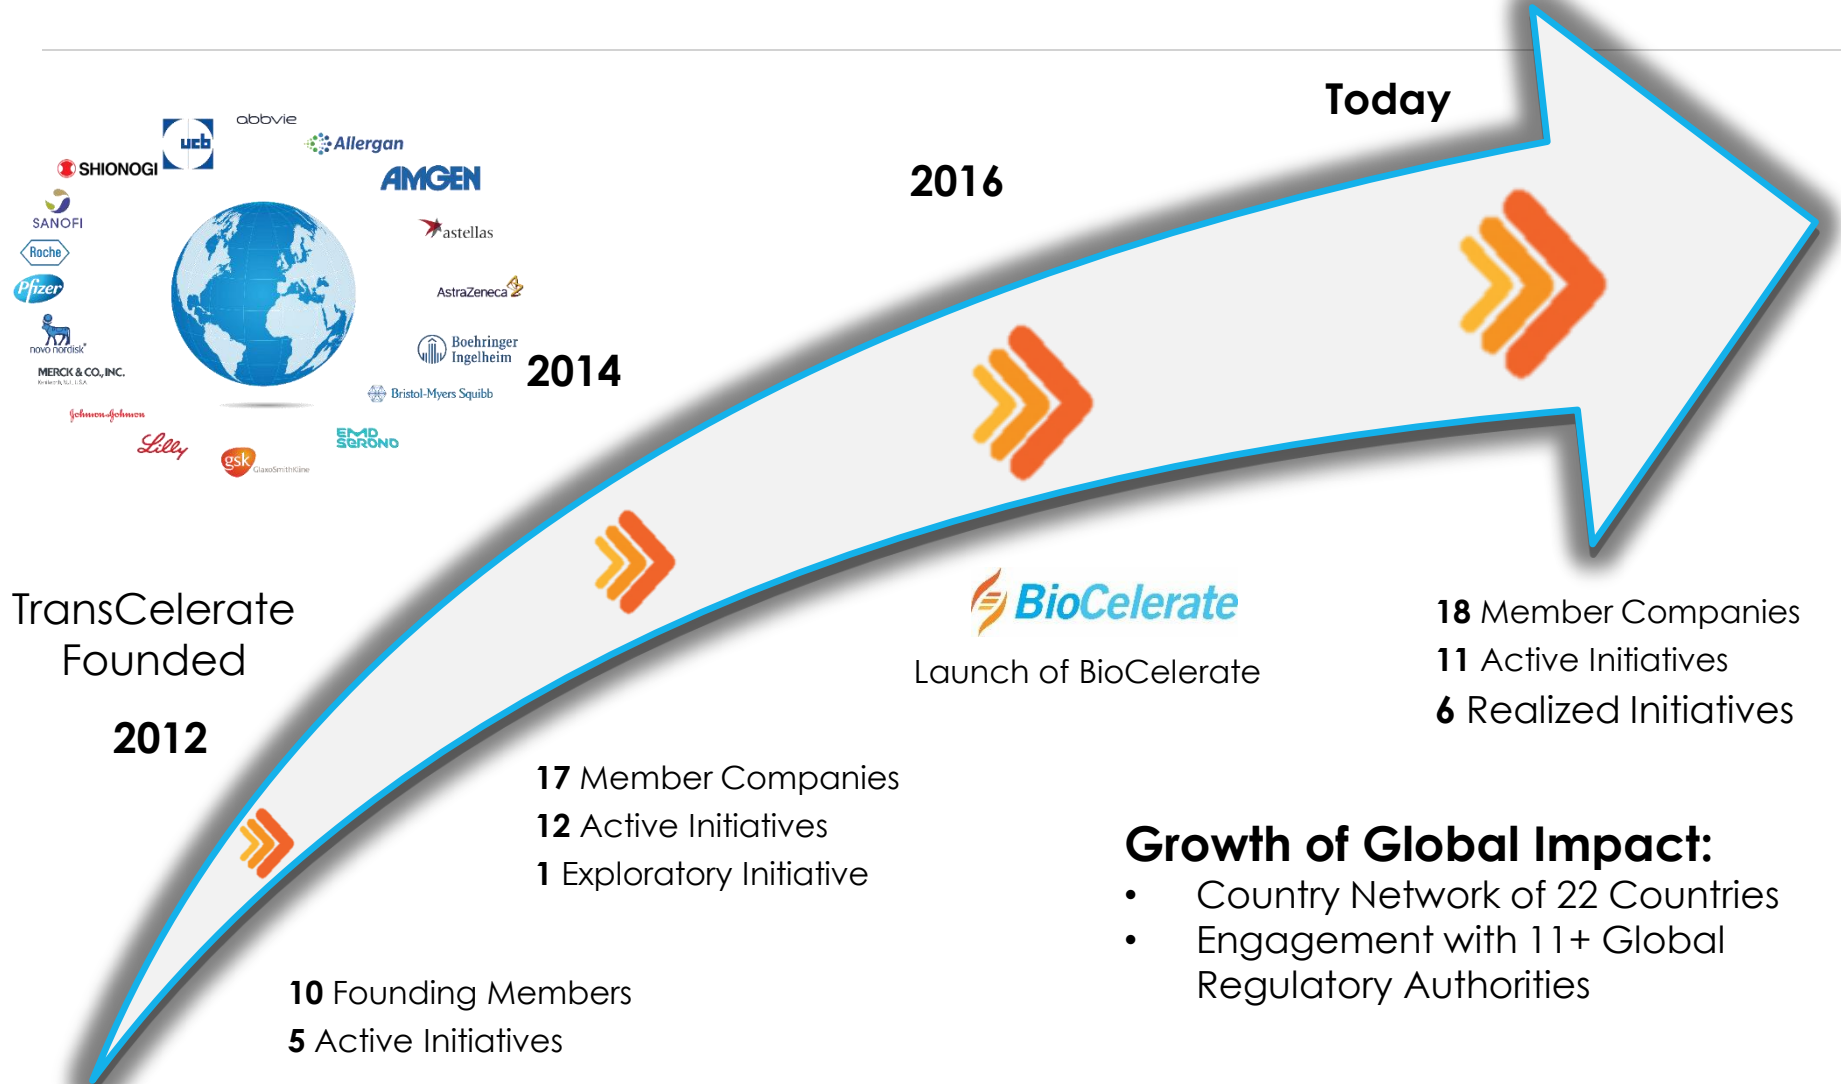 Today
abbvie
ucb
Allergan
SHIONOGI
AMGEN
2016
SANOFI
astellas
Roche
Pfizer
AstraZeneca
novo nordisk®
Boehringer
Ingelheim
2014
MERCK & CO., INC.
Kenilworth, N.J., U.S.A.
Bristol-Myers Squibb
Johnson & Johnson
Lilly
EMD
SERONO
gsk
GlaxoSmithKline
TransCelerate
Founded
2012
BioCelerate
Launch of BioCelerate
18 Member Companies
11 Active Initiatives
6 Realized Initiatives
17 Member Companies
12 Active Initiatives
1 Exploratory Initiative
Growth of Global Impact:
• Country Network of 22 Countries
• Engagement with 11+ Global
Regulatory Authorities
10 Founding Members
5 Active Initiatives